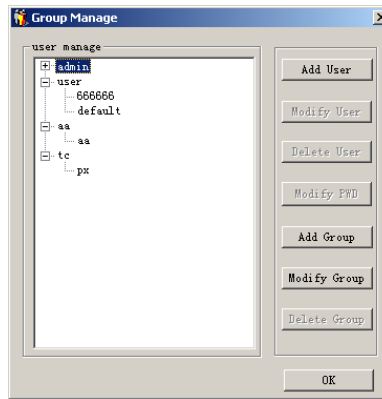 Group Manage
user manage
admin
user
666666
default
aa
aa
tc
px
Add User
Modify User
Delete User
Modify PWD
Add Group
Modify Group
Delete Group
OK